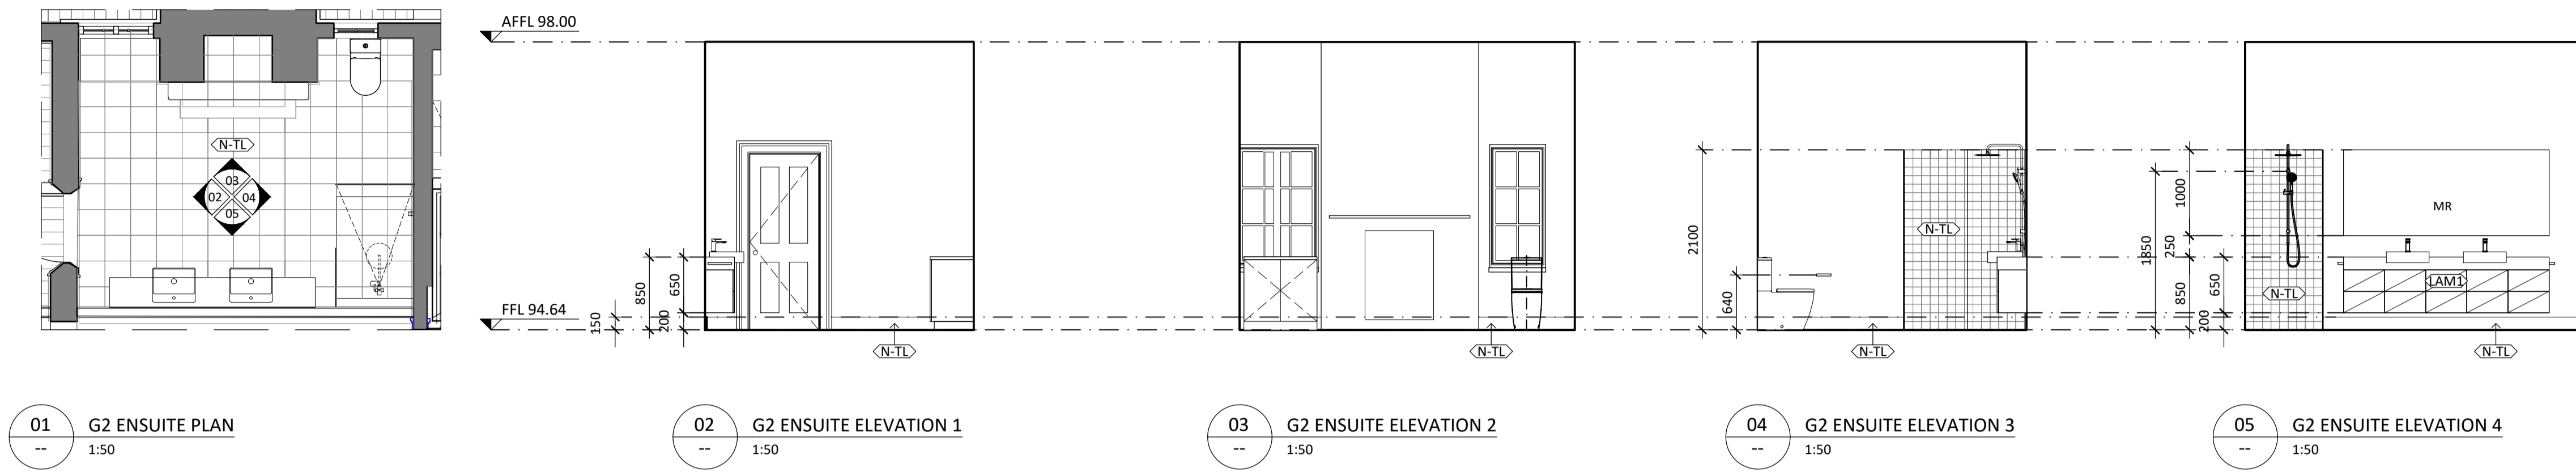 AFFL 98.00
FFL 94.64
N-TL
03
02
04
05
150
850
650
200
N-TL
N-TL
2100
640
N-TL
N-TL
1850
1000
250
850
650
200
MR
LAM1
N-TL
N-TL
01
--
G2 ENSUITE PLAN
1:50
02
--
G2 ENSUITE ELEVATION 1
1:50
03
--
G2 ENSUITE ELEVATION 2
1:50
04
--
G2 ENSUITE ELEVATION 3
1:50
05
--
G2 ENSUITE ELEVATION 4
1:50